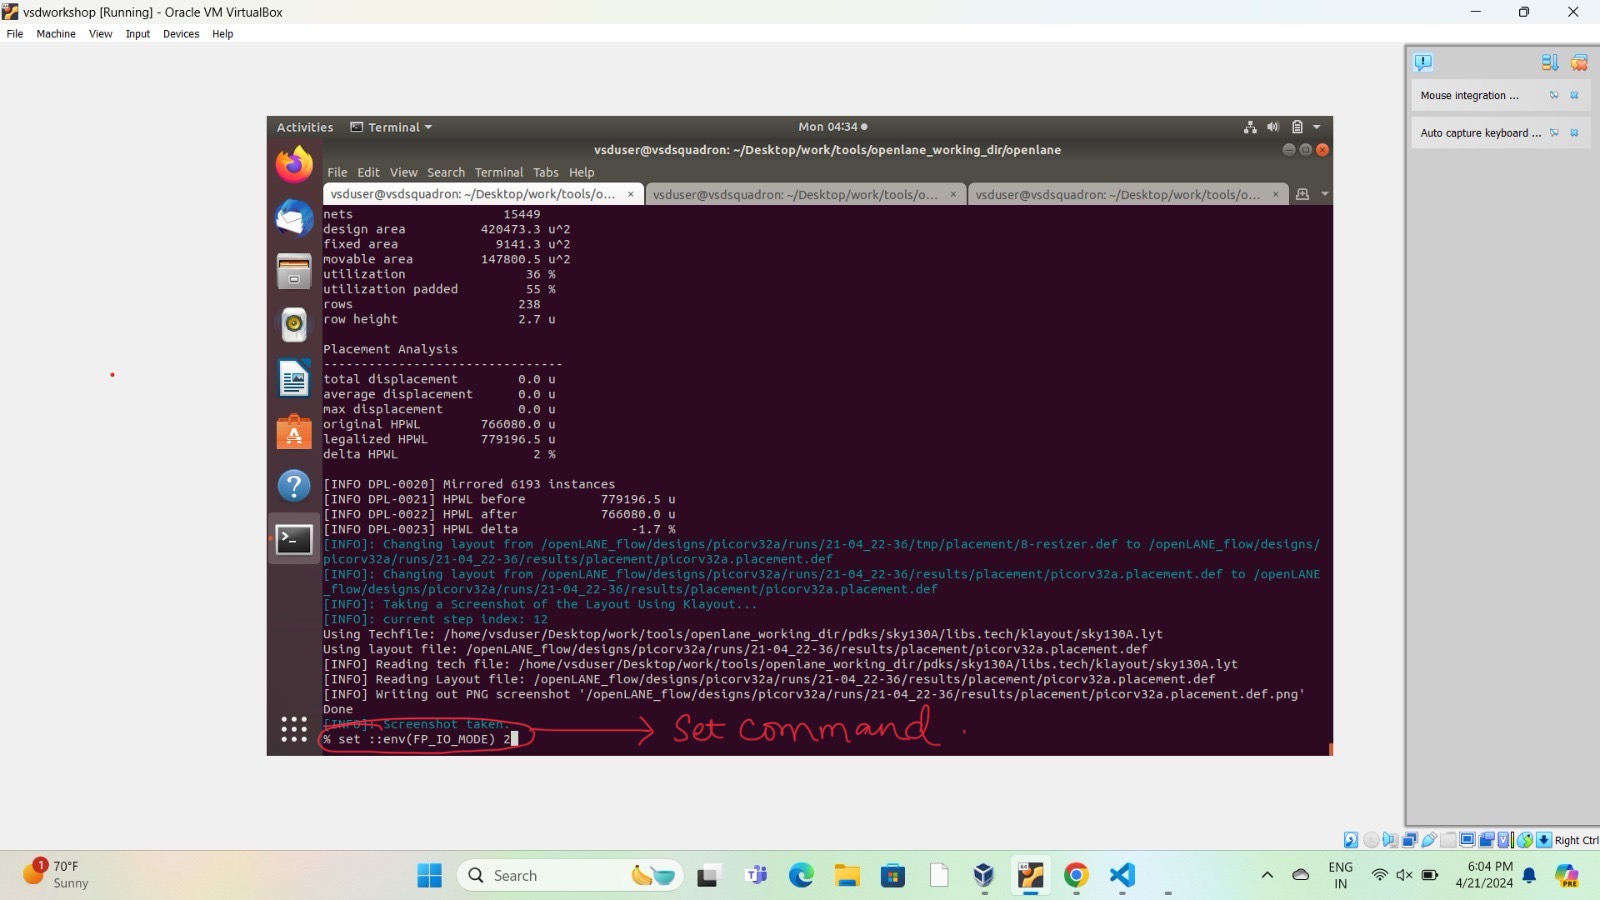 vsdworkshop [Running] - Oracle VM VirtualBox
File Machine View Input Devices Help
Mouse integration ...
Auto capture keyboard ...
Activities Terminal Mon 04:34
vsduser@vsdsquadron: ~/Desktop/work/tools/openlane_working_dir/openlane
File Edit View Search Terminal Tabs Help
vsduser@vsdsquadron: ~/Desktop/work/tools/o... × vsduser@vsdsquadron: ~/Desktop/work/tools/o... × vsduser@vsdsquadron: ~/Desktop/work/tools/o... ×
nets 15449
design area 420473.3 u^2
fixed area 9141.3 u^2
movable area 147800.5 u^2
utilization 36 %
utilization padded 55 %
rows 238
row height 2.7 u
Placement Analysis
--------------------------------
total displacement 0.0 u
average displacement 0.0 u
max displacement 0.0 u
original HPWL 766080.0 u
legalized HPWL 779196.5 u
delta HPWL 2 %
[INFO DPL-0020] Mirrored 6193 instances
[INFO DPL-0021] HPWL before 779196.5 u
[INFO DPL-0022] HPWL after 766080.0 u
[INFO DPL-0023] HPWL delta -1.7 %
[INFO]: Changing layout from /openLANE_flow/designs/picorv32a/runs/21-04_22-36/tmp/placement/8-resizer.def to /openLANE_flow/designs/
picorv32a/runs/21-04_22-36/results/placement/picorv32a.placement.def
[INFO]: Changing layout from /openLANE_flow/designs/picorv32a/runs/21-04_22-36/results/placement/picorv32a.placement.def to /openLANE
_flow/designs/picorv32a/runs/21-04_22-36/results/placement/picorv32a.placement.def
[INFO]: Taking a Screenshot of the Layout Using Klayout...
[INFO]: current step index: 12
Using Techfile: /home/vsduser/Desktop/work/tools/openlane_working_dir/pdks/sky130A/libs.tech/klayout/sky130A.lyt
Using layout file: /openLANE_flow/designs/picorv32a/runs/21-04_22-36/results/placement/picorv32a.placement.def
[INFO] Reading tech file: /home/vsduser/Desktop/work/tools/openlane_working_dir/pdks/sky130A/libs.tech/klayout/sky130A.lyt
[INFO] Reading Layout file: /openLANE_flow/designs/picorv32a/runs/21-04_22-36/results/placement/picorv32a.placement.def
[INFO] Writing out PNG screenshot '/openLANE_flow/designs/picorv32a/runs/21-04_22-36/results/placement/picorv32a.placement.def.png'
Done
[INFO]: Screenshot taken.
% set ::env(FP_IO_MODE) 2
Set Command.
Right Ctrl
1
70°F
Sunny
Search
ENG
IN
6:04 PM
4/21/2024
PRE